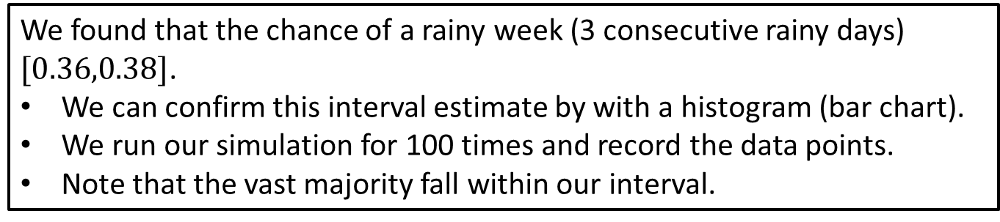 We found that the chance of a rainy week (3 consecutive rainy days)
[0.36,0.38].
• We can confirm this interval estimate by with a histogram (bar chart).
• We run our simulation for 100 times and record the data points.
• Note that the vast majority fall within our interval.